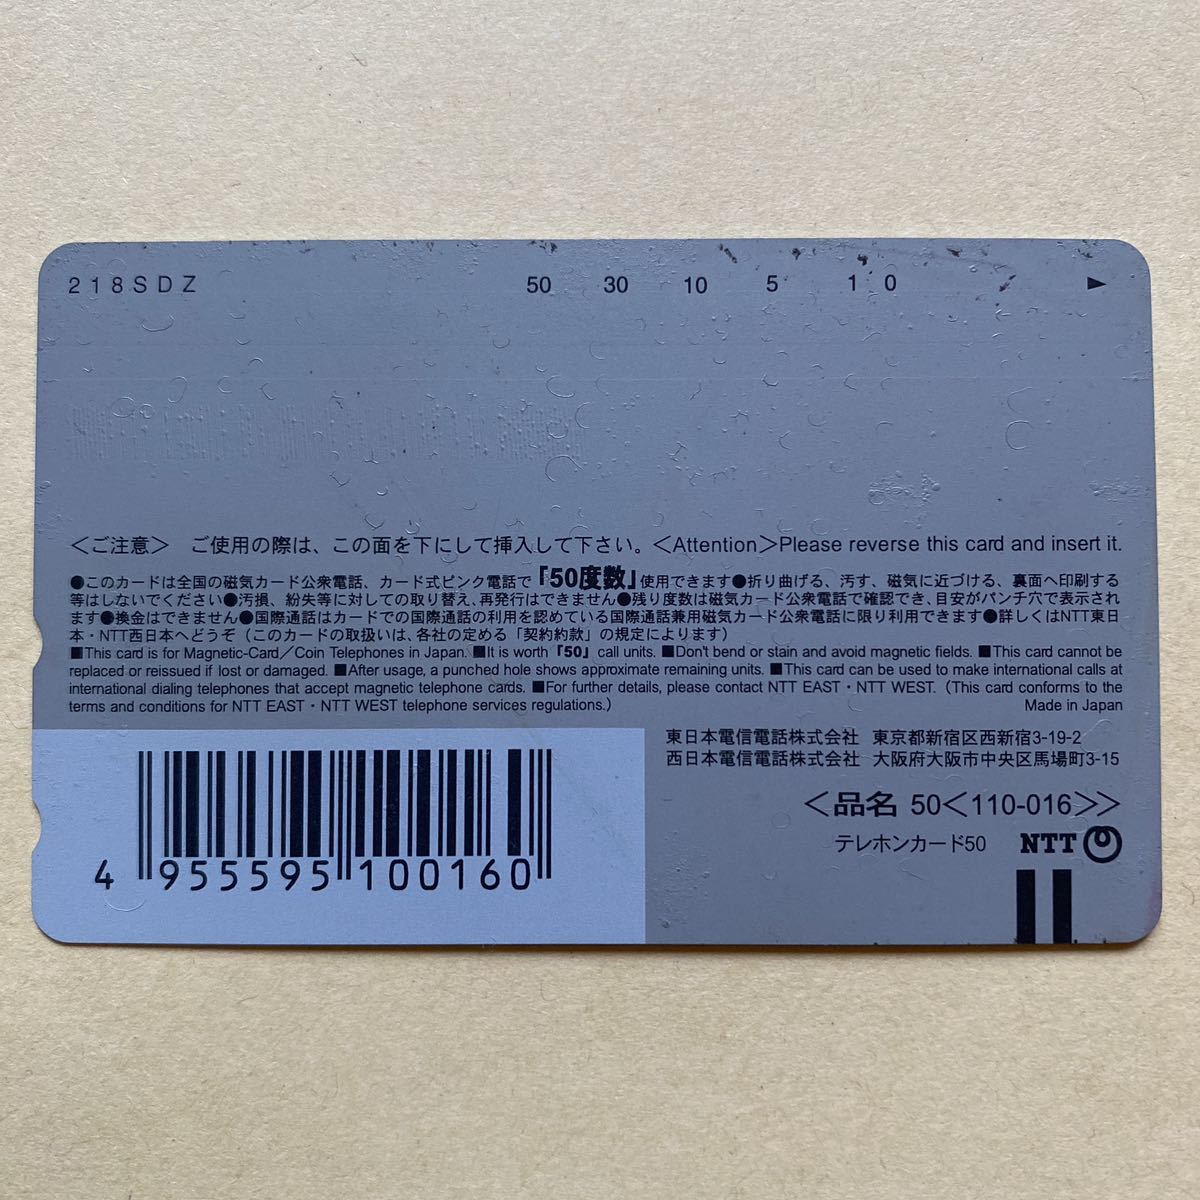 218SDZ 50 30 10 5 1 0 ▶
＜ご注意＞　ご使用の際は、この面を下にして挿入して下さい。＜Attention＞Please reverse this card and insert it.
●このカードは全国の磁気カード公衆電話、カード式ピンク電話で「50度数」使用できます●折り曲げる、汚す、磁気に近づける、裏面へ印刷する
等はしないでください●汚損、紛失等に対しての取り替え、再発行はできません●残り度数は磁気カード公衆電話で確認でき、目安がパンチ穴で表示され
ます●換金はできません●国際通話はカードでの国際通話の利用を認めている国際通話兼用磁気カード公衆電話に限り利用できます●詳しくはNTT東日
本・NTT西日本へどうぞ（このカードの取扱いは、各社の定める「契約約款」の規定によります）
■This card is for Magnetic-Card／Coin Telephones in Japan. ■It is worth「50」call units. ■Don't bend or stain and avoid magnetic fields. ■This card cannot be
replaced or reissued if lost or damaged. ■After usage, a punched hole shows approximate remaining units. ■This card can be used to make international calls at
international dialing telephones that accept magnetic telephone cards. ■For further details, please contact NTT EAST・NTT WEST. (This card conforms to the
terms and conditions for NTT EAST・NTT WEST telephone services regulations.) Made in Japan
東日本電信電話株式会社　東京都新宿区西新宿3-19-2
西日本電信電話株式会社　大阪府大阪市中央区馬場町3-15
＜品名 50＜110-016＞＞
テレホンカード50 NTT
4 955595 100160